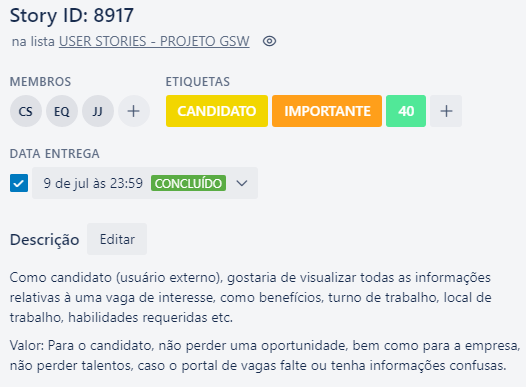 Story ID: 8917
na lista USER STORIES - PROJETO GSW
MEMBROS
CS EQ JJ +
ETIQUETAS
CANDIDATO IMPORTANTE 40 +
DATA ENTREGA
9 de jul às 23:59 CONCLUÍDO
Descrição Editar
Como candidato (usuário externo), gostaria de visualizar todas as informações
relativas à uma vaga de interesse, como benefícios, turno de trabalho, local de
trabalho, habilidades requeridas etc.
Valor: Para o candidato, não perder uma oportunidade, bem como para a empresa,
não perder talentos, caso o portal de vagas falte ou tenha informações confusas.